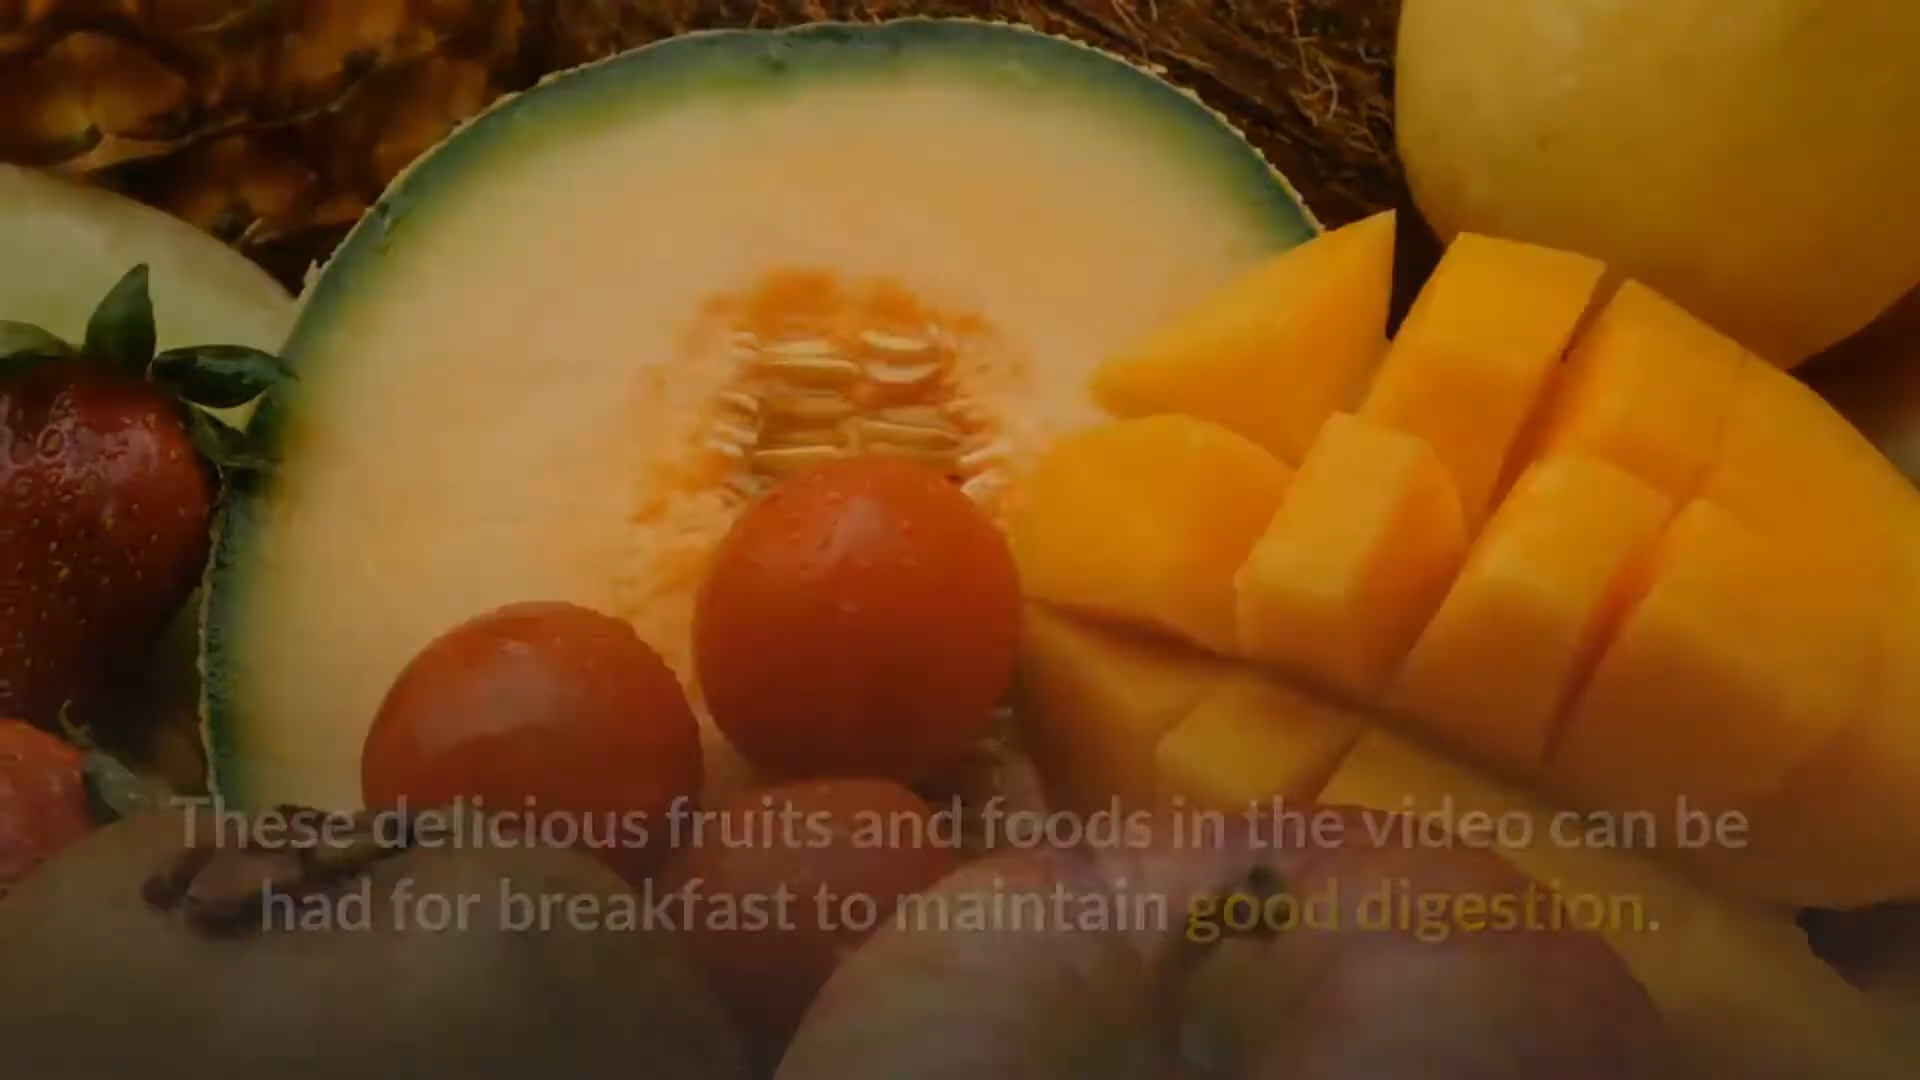 These delicious fruits and foods in the video can be
had for breakfast to maintain good digestion.